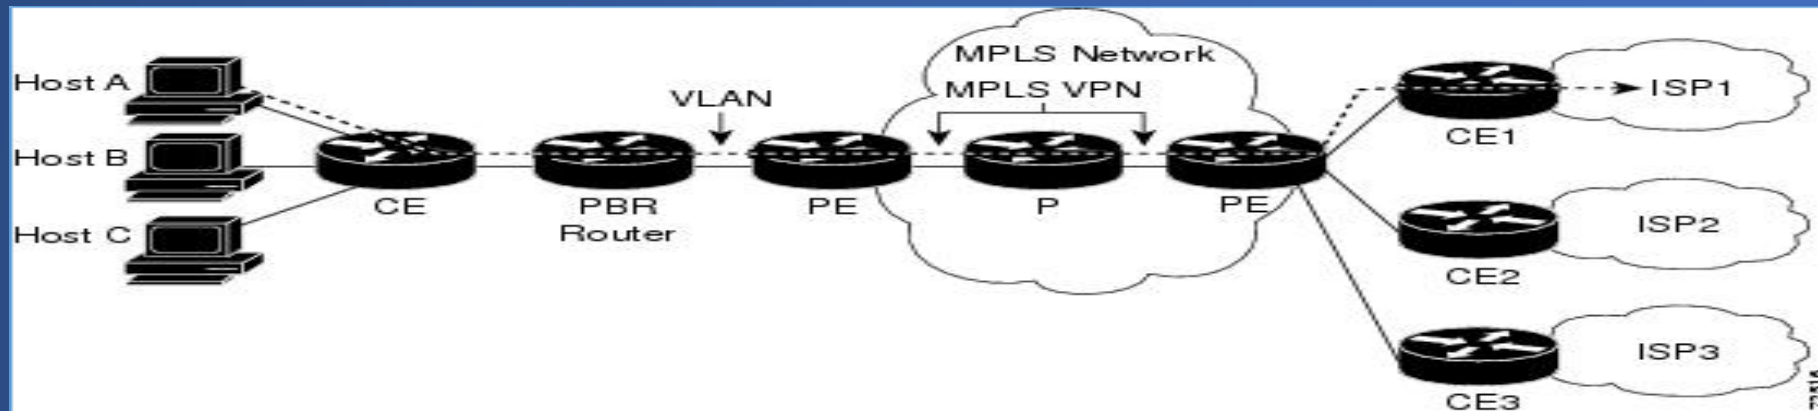 MPLS Network
MPLS VPN
Host A
VLAN
ISP1
CE1
Host B
CE
PBR
Router
PE
P
PE
Host C
ISP2
CE2
ISP3
CE3